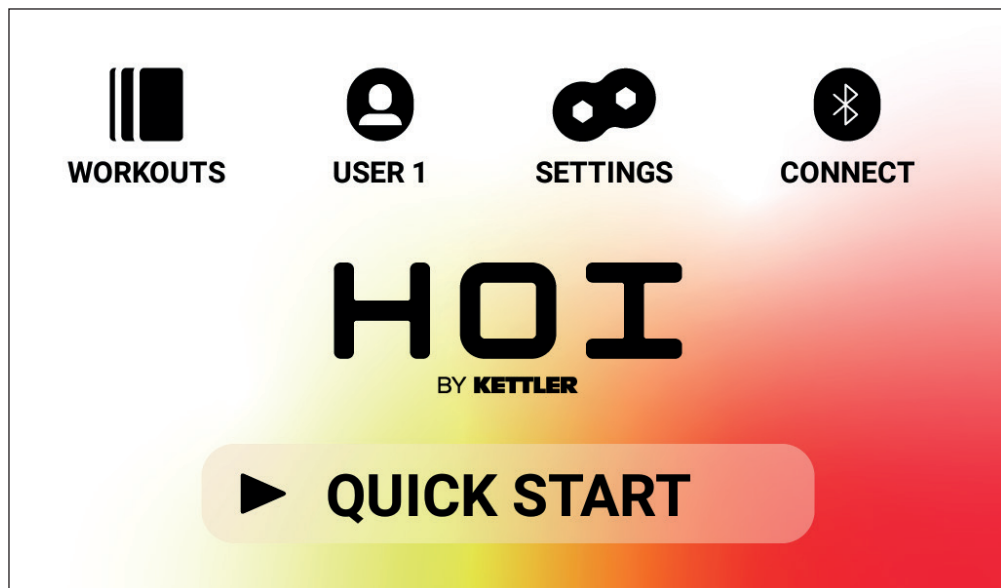 WORKOUTS
USER 1
SETTINGS
CONNECT
HOI
BY KETTLER
QUICK START